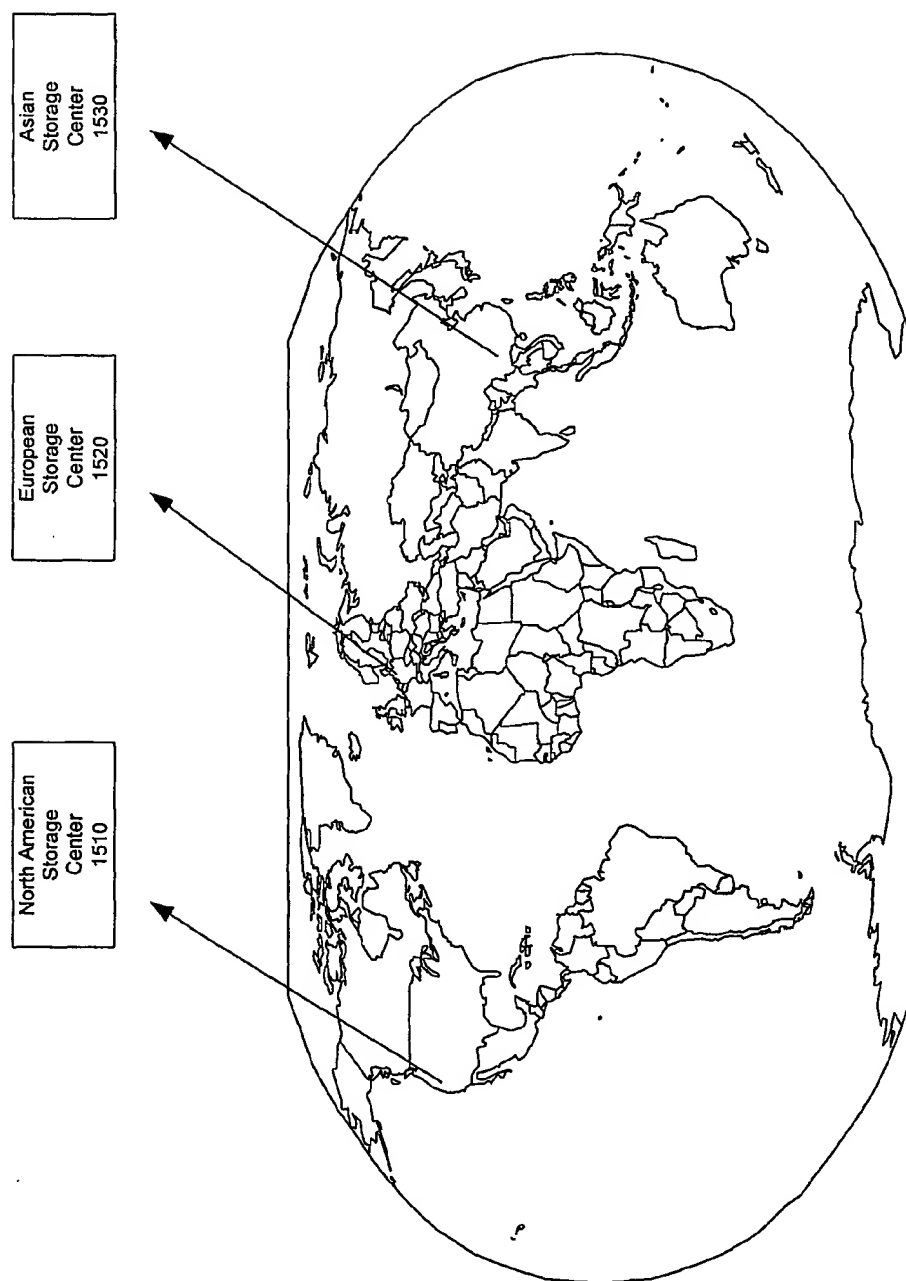 North American
Storage
Center
1510
European
Storage
Center
1520
Asian
Storage
Center
1530